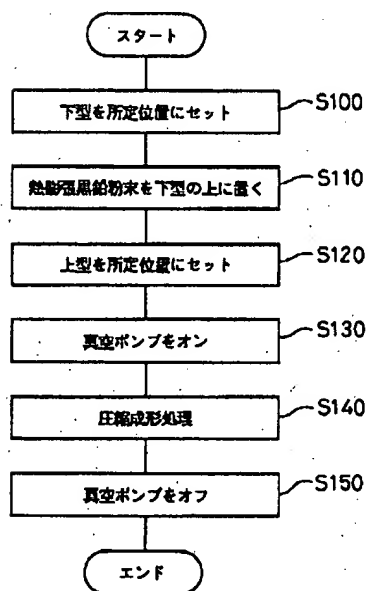 スタート
下型を所定位置にセット
S100
熱膨張黒鉛粉末を下型の上に置く
S110
上型を所定位置にセット
S120
真空ポンプをオン
S130
圧縮成形処理
S140
真空ポンプをオフ
S150
エンド